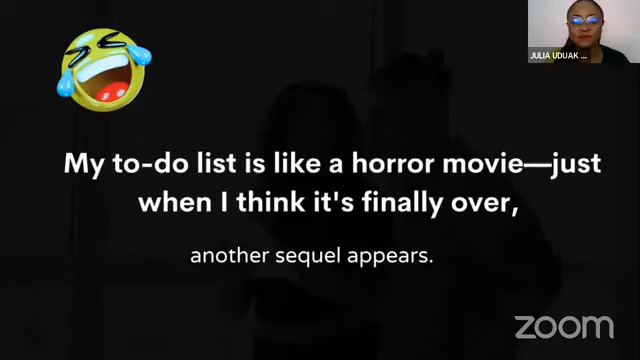 JULIA UDUAK ...
My to-do list is like a horror movie—just
when I think it's finally over,
another sequel appears.
zoom